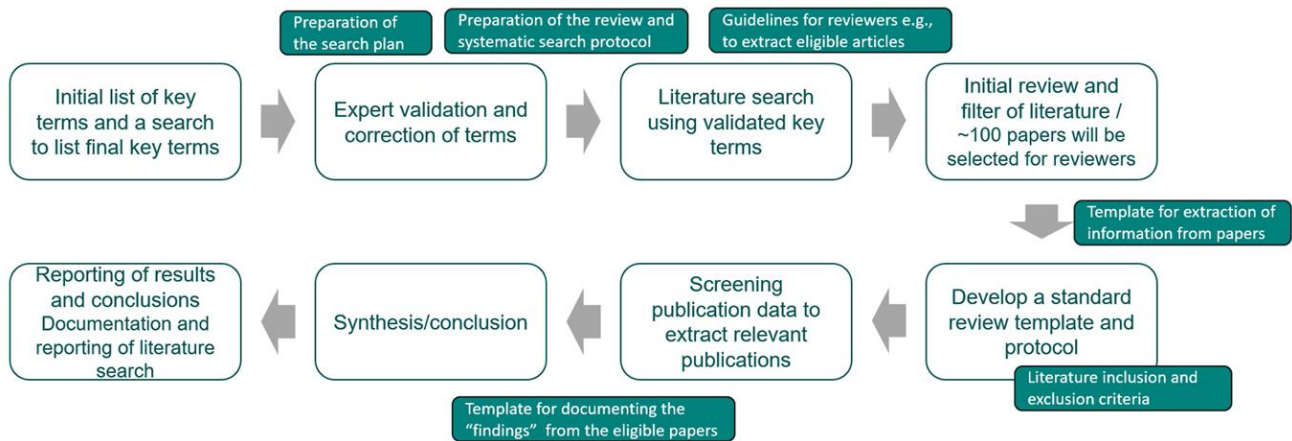 Preparation of
the search plan
Preparation of the review and
systematic search protocol
Guidelines for reviewers e.g.,
to extract eligible articles
Initial list of key
terms and a search
to list final key terms
Expert validation and
correction of terms
Literature search
using validated key
terms
Initial review and
filter of literature /
~100 papers will be
selected for reviewers
Template for extraction of
information from papers
Reporting of results
and conclusions
Documentation and
reporting of literature
search
Synthesis/conclusion
Screening
publication data to
extract relevant
publications
Develop a standard
review template and
protocol
Literature inclusion and
exclusion criteria
Template for documenting the
“findings” from the eligible papers